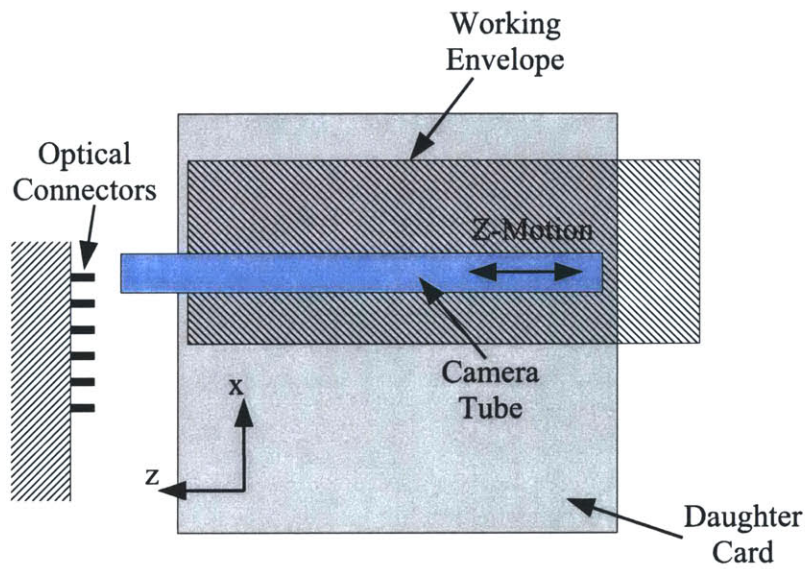 Working
Envelope
Optical
Connectors
Z-Motion
Camera
Tube
x
z
Daughter
Card